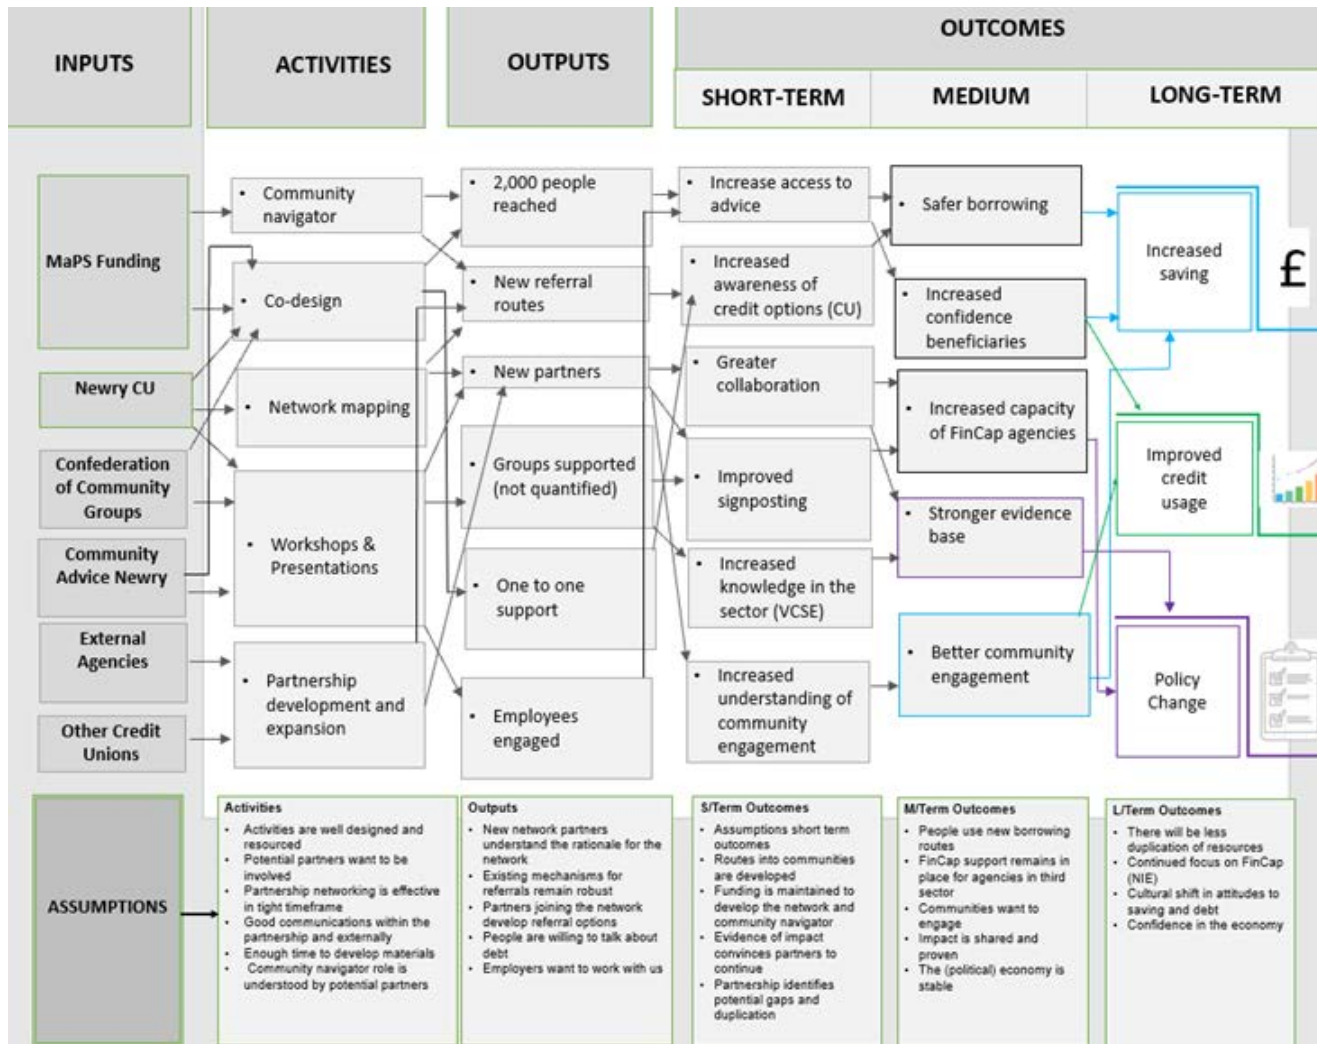 INPUTS
ACTIVITIES
OUTPUTS
OUTCOMES
SHORT-TERM
MEDIUM
LONG-TERM
MaPS Funding
Newry CU
Confederation
of Community
Groups
Community
Advice Newry
External
Agencies
Other Credit
Unions
• Community
navigator
• Co-design
• Network mapping
• Workshops &
Presentations
• Partnership
development and
expansion
• 2,000 people
reached
• New referral
routes
• New partners
• Groups supported
(not quantified)
• One to one
support
• Employees
engaged
• Increase access to
advice
• Increased
awareness of
credit options (CU)
• Greater
collaboration
• Improved
signposting
• Increased
knowledge in the
sector (VCSE)
• Increased
understanding of
community
engagement
• Safer borrowing
• Increased
confidence
beneficiaries
• Increased capacity
of FinCap agencies
• Stronger evidence
base
• Better community
engagement
Increased
saving
£
Improved
credit
usage
Policy
Change
ASSUMPTIONS
Activities
• Activities are well designed and
resourced
• Potential partners want to be
involved
• Partnership networking is effective
in tight timeframe
• Good communications within the
partnership and externally
• Enough time to develop materials
• Community navigator role is
understood by potential partners
Outputs
• New network partners
understand the rationale for the
network
• Existing mechanisms for
referrals remain robust
• Partners joining the network
develop referral options
• People are willing to talk about
debt
• Employers want to work with us
S/Term Outcomes
• Assumptions short term
outcomes
• Routes into communities
are developed
• Funding is maintained to
develop the network and
community navigator
• Evidence of impact
convinces partners to
continue
• Partnership identifies
potential gaps and
duplication
M/Term Outcomes
• People use new borrowing
routes
• FinCap support remains in
place for agencies in third
sector
• Communities want to
engage
• Impact is shared and
proven
• The (political) economy is
stable
L/Term Outcomes
• There will be less
duplication of resources
• Continued focus on FinCap
(NIE)
• Cultural shift in attitudes to
saving and debt
• Confidence in the economy